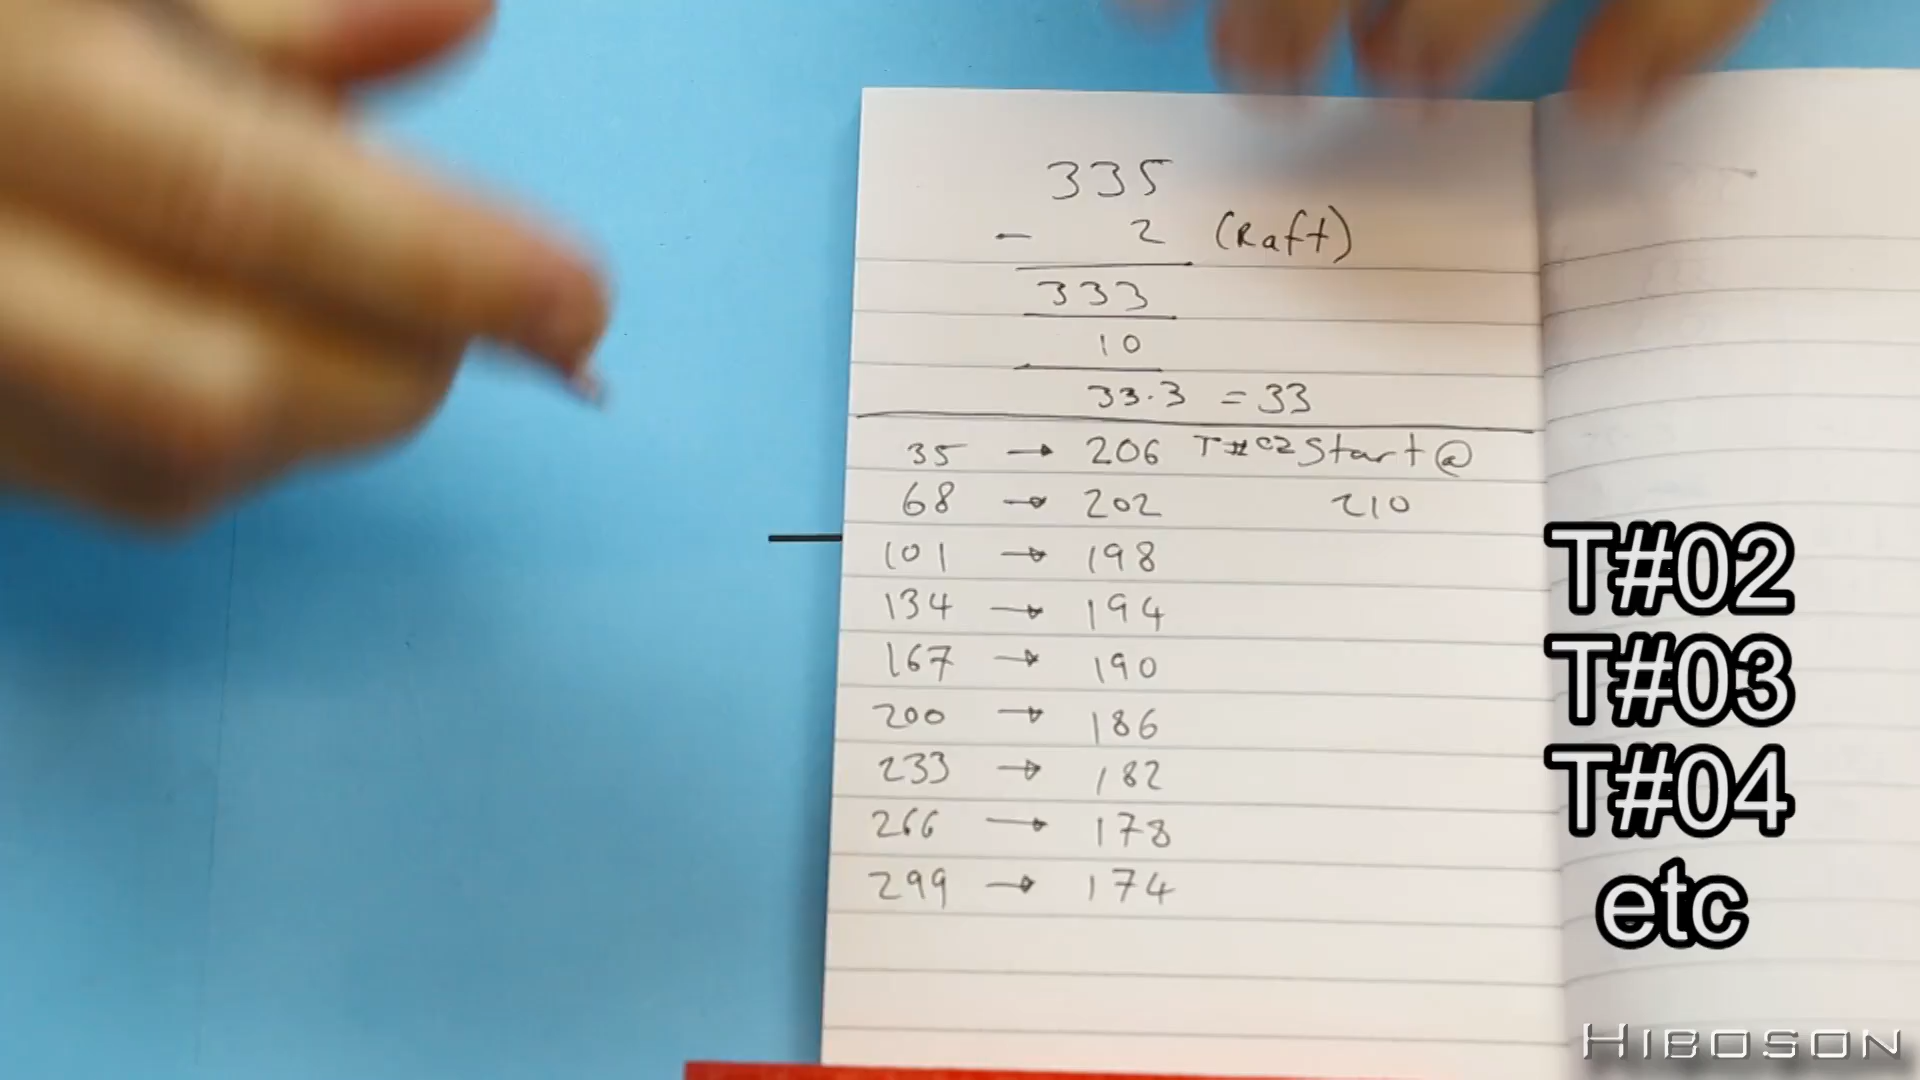 335
- 2 (Raft)
333
10
33.3 = 33
35 → 206 T#02 Start @
68 → 202 210
101 → 198
134 → 194
167 → 190
200 → 186
233 → 182
266 → 178
299 → 174
T#02
T#03
T#04
etc
HIBOSON